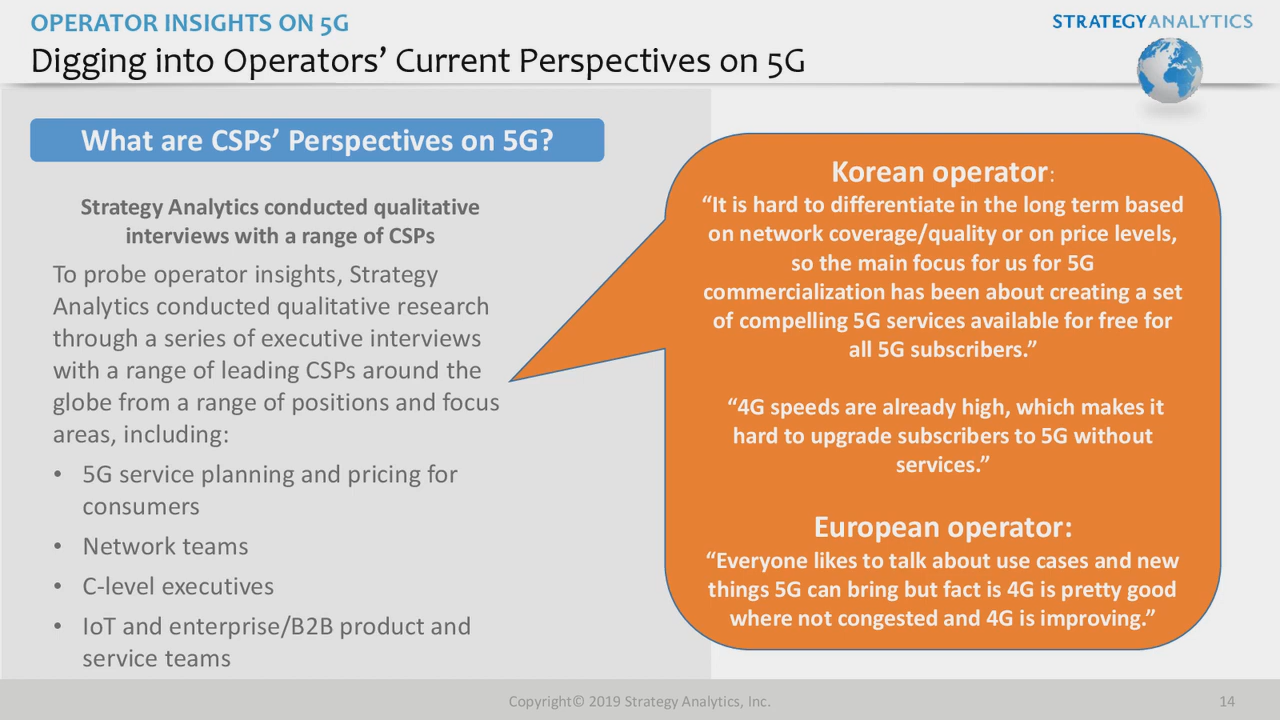 OPERATOR INSIGHTS ON 5G
Digging into Operators’ Current Perspectives on 5G
STRATEGYANALYTICS
What are CSPs’ Perspectives on 5G?
Strategy Analytics conducted qualitative
interviews with a range of CSPs
To probe operator insights, Strategy
Analytics conducted qualitative research
through a series of executive interviews
with a range of leading CSPs around the
globe from a range of positions and focus
areas, including:
• 5G service planning and pricing for
consumers
• Network teams
• C-level executives
• IoT and enterprise/B2B product and
service teams
Korean operator:
“It is hard to differentiate in the long term based
on network coverage/quality or on price levels,
so the main focus for us for 5G
commercialization has been about creating a set
of compelling 5G services available for free for
all 5G subscribers.”
“4G speeds are already high, which makes it
hard to upgrade subscribers to 5G without
services.”
European operator:
“Everyone likes to talk about use cases and new
things 5G can bring but fact is 4G is pretty good
where not congested and 4G is improving.”
Copyright© 2019 Strategy Analytics, Inc.
14